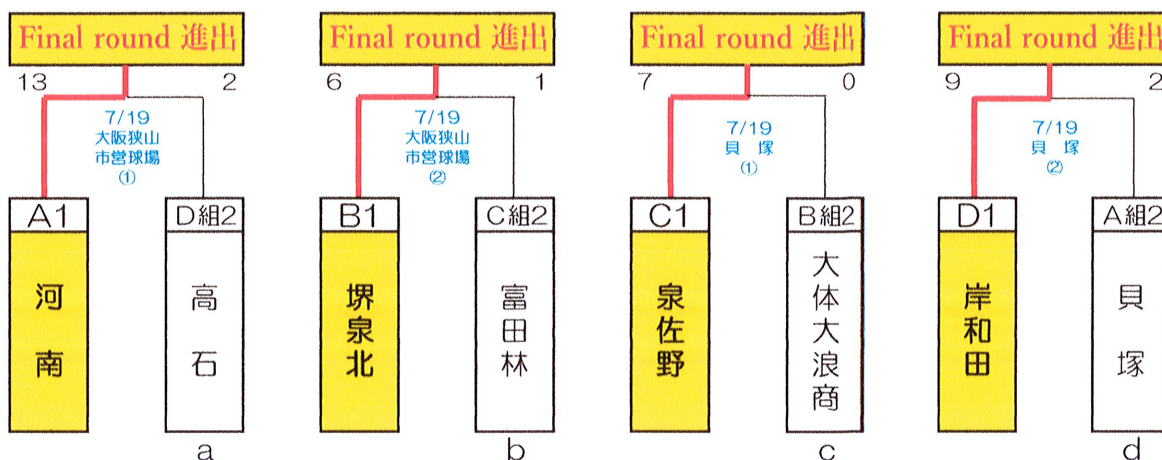 Final round 進出
13
2
7/19
大阪狭山
市営球場
①
A1
D組2
河南
高石
a
Final round 進出
6
1
7/19
大阪狭山
市営球場
②
B1
C組2
堺泉北
富田林
b
Final round 進出
7
0
7/19
貝塚
①
C1
B組2
泉佐野
大体大浪商
c
Final round 進出
9
2
7/19
貝塚
②
D1
A組2
岸和田
貝塚
d